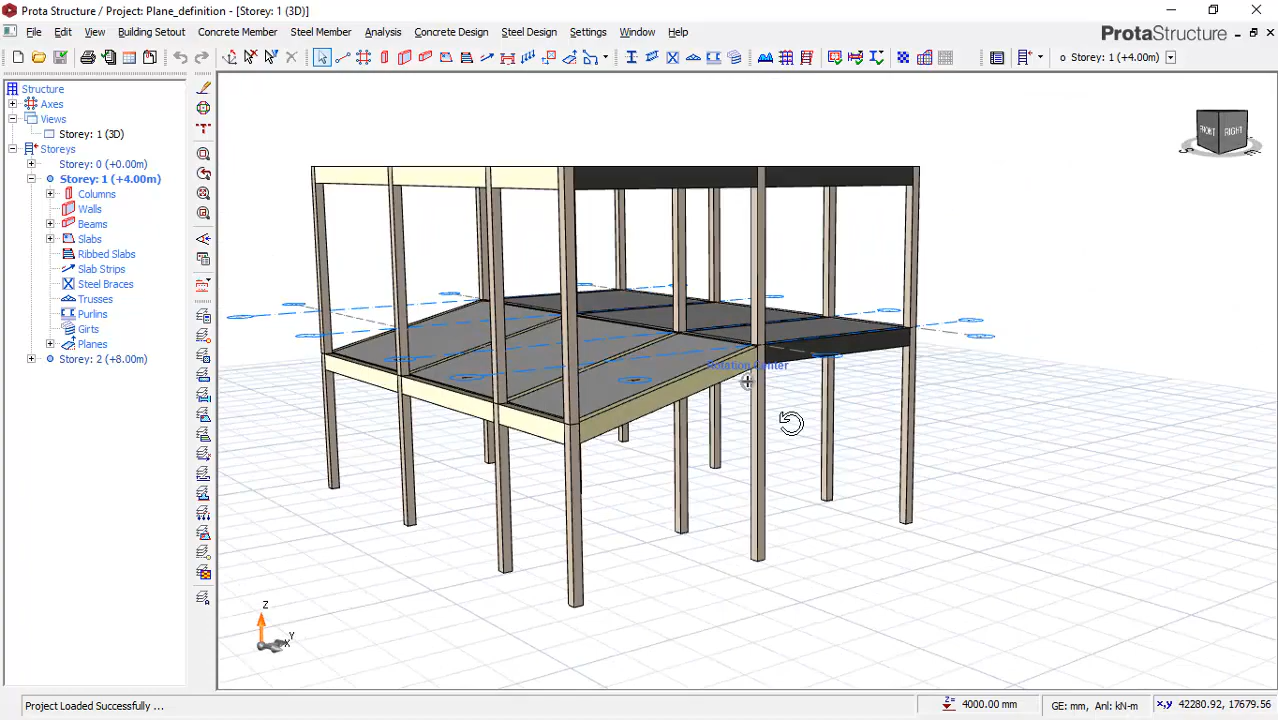 Prota Structure / Project: Plane_definition - [Storey: 1 (3D)]
File Edit View Building Setout Concrete Member Steel Member Analysis Concrete Design Steel Design Settings Window Help
ProtaStructure
o Storey: 1 (+4.00m)
Structure
Axes
Views
Storey: 1 (3D)
Storeys
Storey: 0 (+0.00m)
Storey: 1 (+4.00m)
Columns
Walls
Beams
Slabs
Ribbed Slabs
Slab Strips
Steel Braces
Trusses
Purlins
Girts
Planes
Storey: 2 (+8.00m)
FRONT RIGHT
Rotation Center
Z
Y
X
Project Loaded Successfully ...
Z= 4000.00 mm
GE: mm, Anl: kN-m
x,y 42280.92, 17679.56